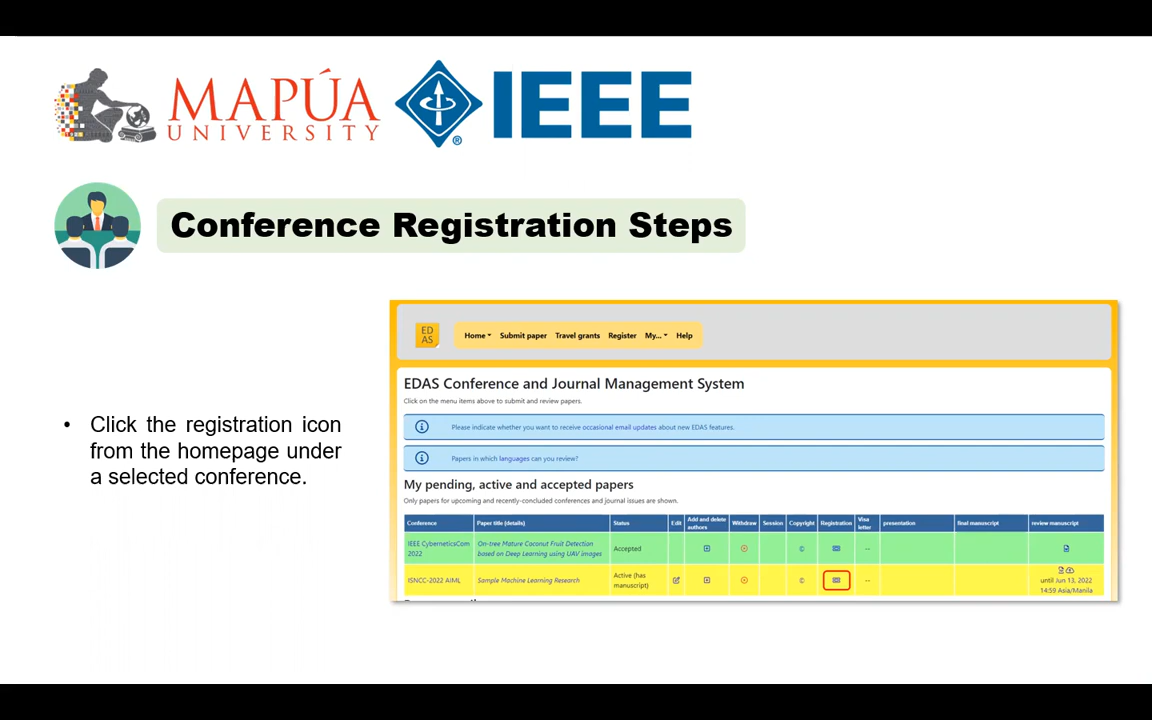 MAPÚA
UNIVERSITY
IEEE
®
Conference Registration Steps
• Click the registration icon
from the homepage under
a selected conference.
ED
AS
Home Submit paper Travel grants Register My... Help
EDAS Conference and Journal Management System
Click on the menu items above to submit and review papers.
Please indicate whether you want to receive occasional email updates about new EDAS features.
Papers in which languages can you review?
My pending, active and accepted papers
Only papers for upcoming and recently-concluded conferences and journal issues are shown.
Conference Paper title (details) Status Edit Add and delete authors Withdraw Session Copyright Registration Visa letter presentation final manuscript review manuscript
IEEE CyberneticsCom On-tree Mature Coconut Fruit Detection Accepted
2022 based on Deep Learning using UAV images
© --
ISNCC-2022 AIML Sample Machine Learning Research Active (has
manuscript)
© --
until Jun 13, 2022
14:59 Asia/Manila